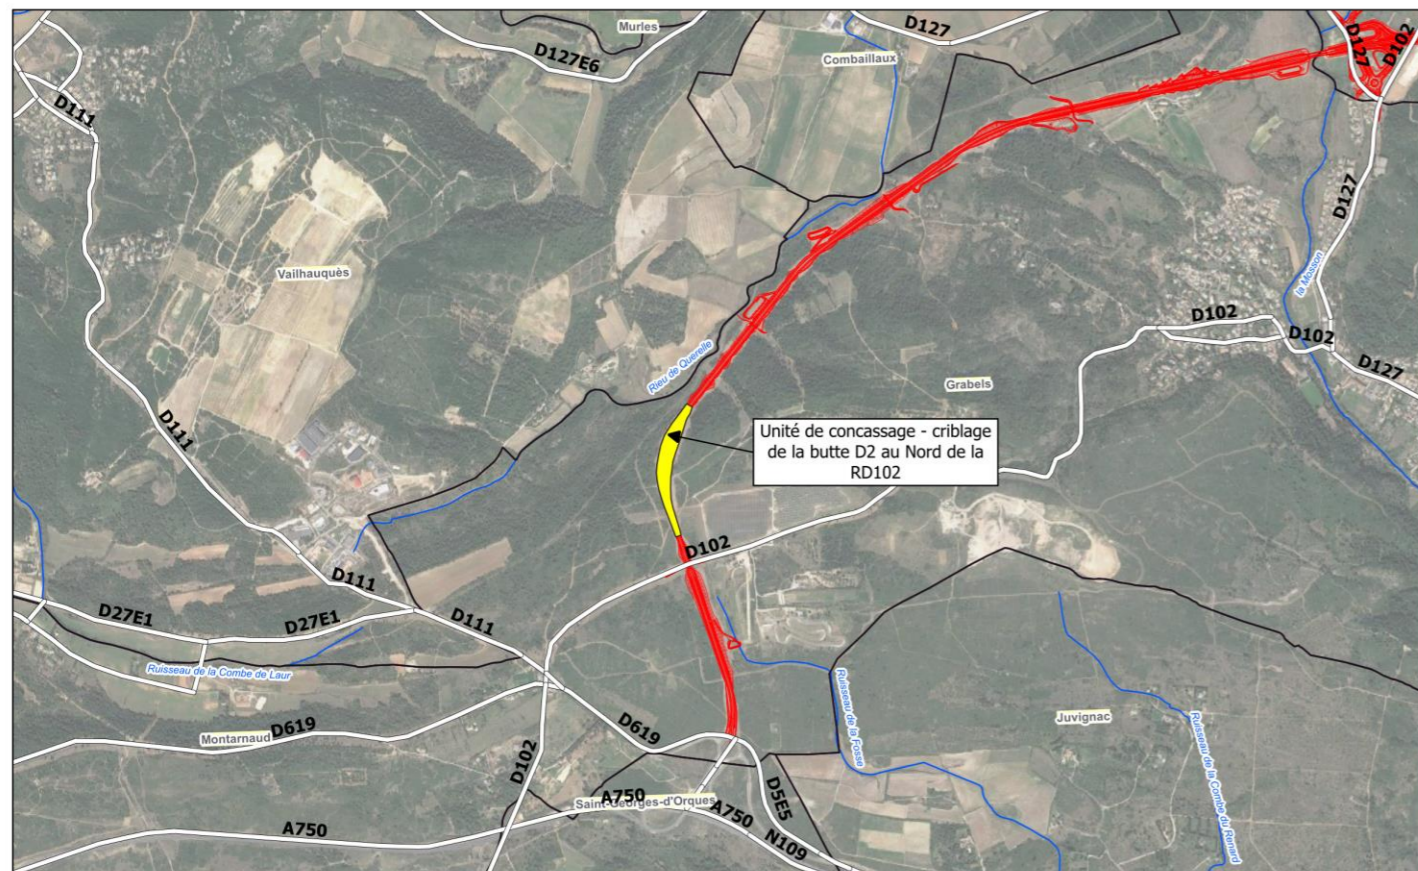 Murles
D127
D127
D102
D127E6
Combaillaux
D111
Vailhauquès
D127
la Mosson
D102
D102
D127
Rieu de Querelle
Grabels
D111
Unité de concassage - criblage
de la butte D2 au Nord de la
RD102
D102
D111
D27E1
D27E1
D111
Ruisseau de la Combe de Laur
Ruisseau de la Fosse
Juvignac
Ruisseau de la Combe du Renard
D619
Montarnaud
D619
D102
D5E5
Saint-Georges-d'Orques
A750
A750
A750
N109